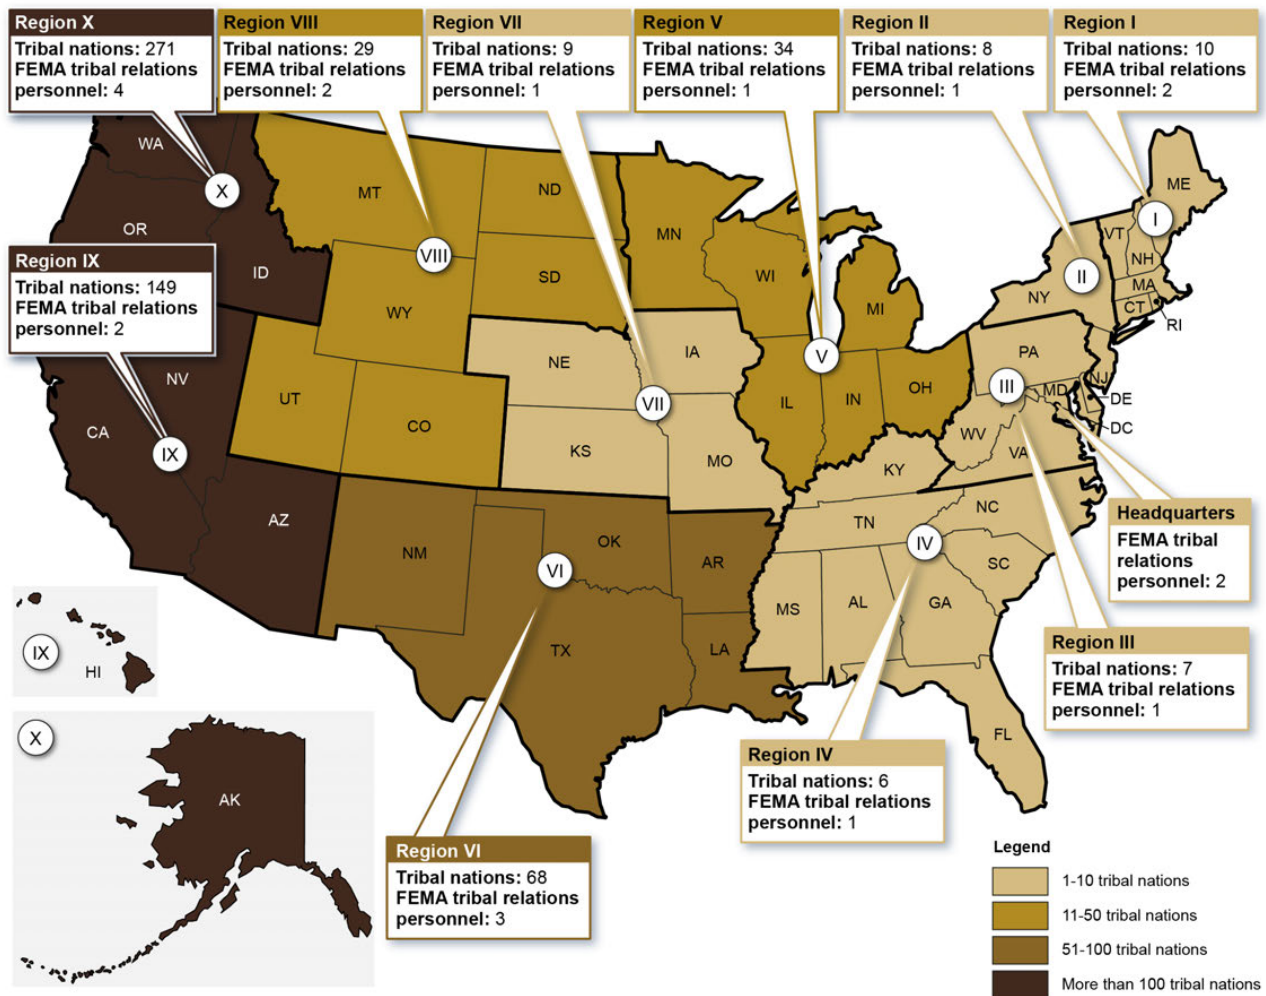 Region X
Tribal nations: 271
FEMA tribal relations
personnel: 4
Region VIII
Tribal nations: 29
FEMA tribal relations
personnel: 2
Region VII
Tribal nations: 9
FEMA tribal relations
personnel: 1
Region V
Tribal nations: 34
FEMA tribal relations
personnel: 1
Region II
Tribal nations: 8
FEMA tribal relations
personnel: 1
Region I
Tribal nations: 10
FEMA tribal relations
personnel: 2
Region IX
Tribal nations: 149
FEMA tribal relations
personnel: 2
WA
X
OR
ID
MT
ND
VIII
SD
WY
MN
WI
MI
ME
I
VT
NH
II
NY
MA
CT
RI
NV
CA
IX
UT
CO
NE
IA
VII
KS
MO
V
IL
IN
OH
PA
III
NJ
MD
DE
DC
WV
VA
KY
AZ
NM
OK
AR
VI
TX
LA
TN
NC
IV
SC
MS
AL
GA
FL
IX
HI
X
AK
Headquarters
FEMA tribal
relations
personnel: 2
Region III
Tribal nations: 7
FEMA tribal relations
personnel: 1
Region IV
Tribal nations: 6
FEMA tribal relations
personnel: 1
Region VI
Tribal nations: 68
FEMA tribal relations
personnel: 3
Legend
1-10 tribal nations
11-50 tribal nations
51-100 tribal nations
More than 100 tribal nations